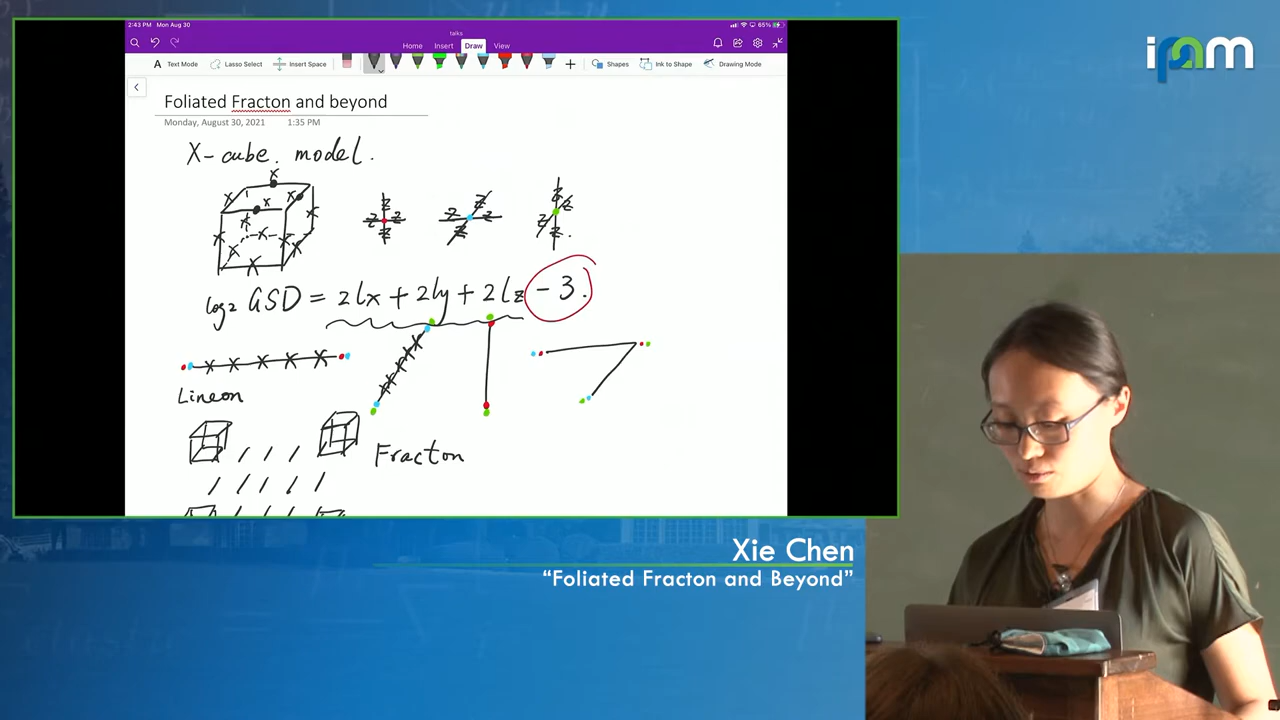 2:43 PM Mon Aug 30
65%
talks
Home Insert Draw View
Text Mode Lasso Select Insert Space Shapes Ink to Shape Drawing Mode
Foliated Fracton and beyond
Monday, August 30, 2021 1:35 PM
X-cube. model.
x
x x x
x x x
x x x x
x x
x
z z z z
z z z z
z z z z
log2 GSD = 2lx + 2ly + 2lz - 3.
x x x x x
x x x x x
Lineon
Fracton
ipam
Xie Chen
"Foliated Fracton and Beyond"